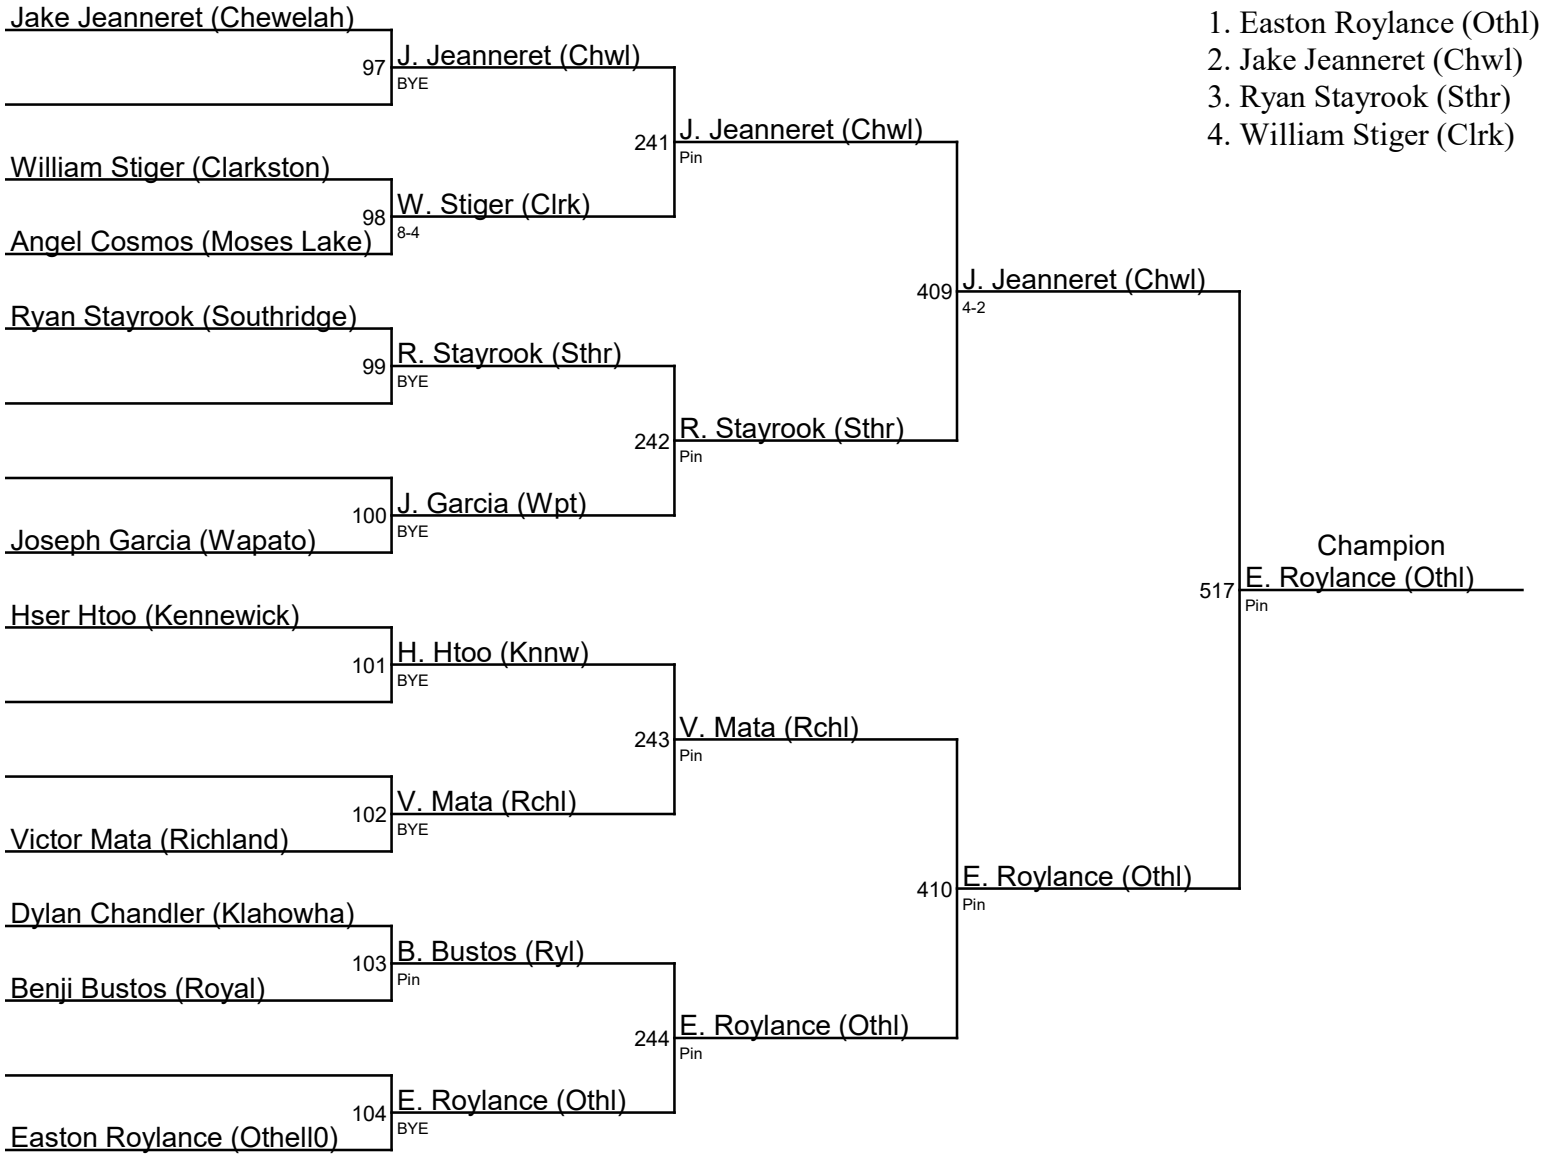 Jake Jeanneret (Chewelah)
97
J. Jeanneret (Chwl)
BYE
William Stiger (Clarkston)
98
W. Stiger (Clrk)
8-4
Angel Cosmos (Moses Lake)
241
J. Jeanneret (Chwl)
Pin
Ryan Stayrook (Southridge)
99
R. Stayrook (Sthr)
BYE
100
J. Garcia (Wpt)
BYE
Joseph Garcia (Wapato)
242
R. Stayrook (Sthr)
Pin
409
J. Jeanneret (Chwl)
4-2
Hser Htoo (Kennewick)
101
H. Htoo (Knnw)
BYE
102
V. Mata (Rchl)
BYE
Victor Mata (Richland)
243
V. Mata (Rchl)
Pin
Dylan Chandler (Klahowha)
103
B. Bustos (Ryl)
Pin
Benji Bustos (Royal)
104
E. Roylance (Othl)
BYE
Easton Roylance (Othell0)
244
E. Roylance (Othl)
Pin
410
E. Roylance (Othl)
Pin
Champion
517
E. Roylance (Othl)
Pin
1. Easton Roylance (Othl)
2. Jake Jeanneret (Chwl)
3. Ryan Stayrook (Sthr)
4. William Stiger (Clrk)